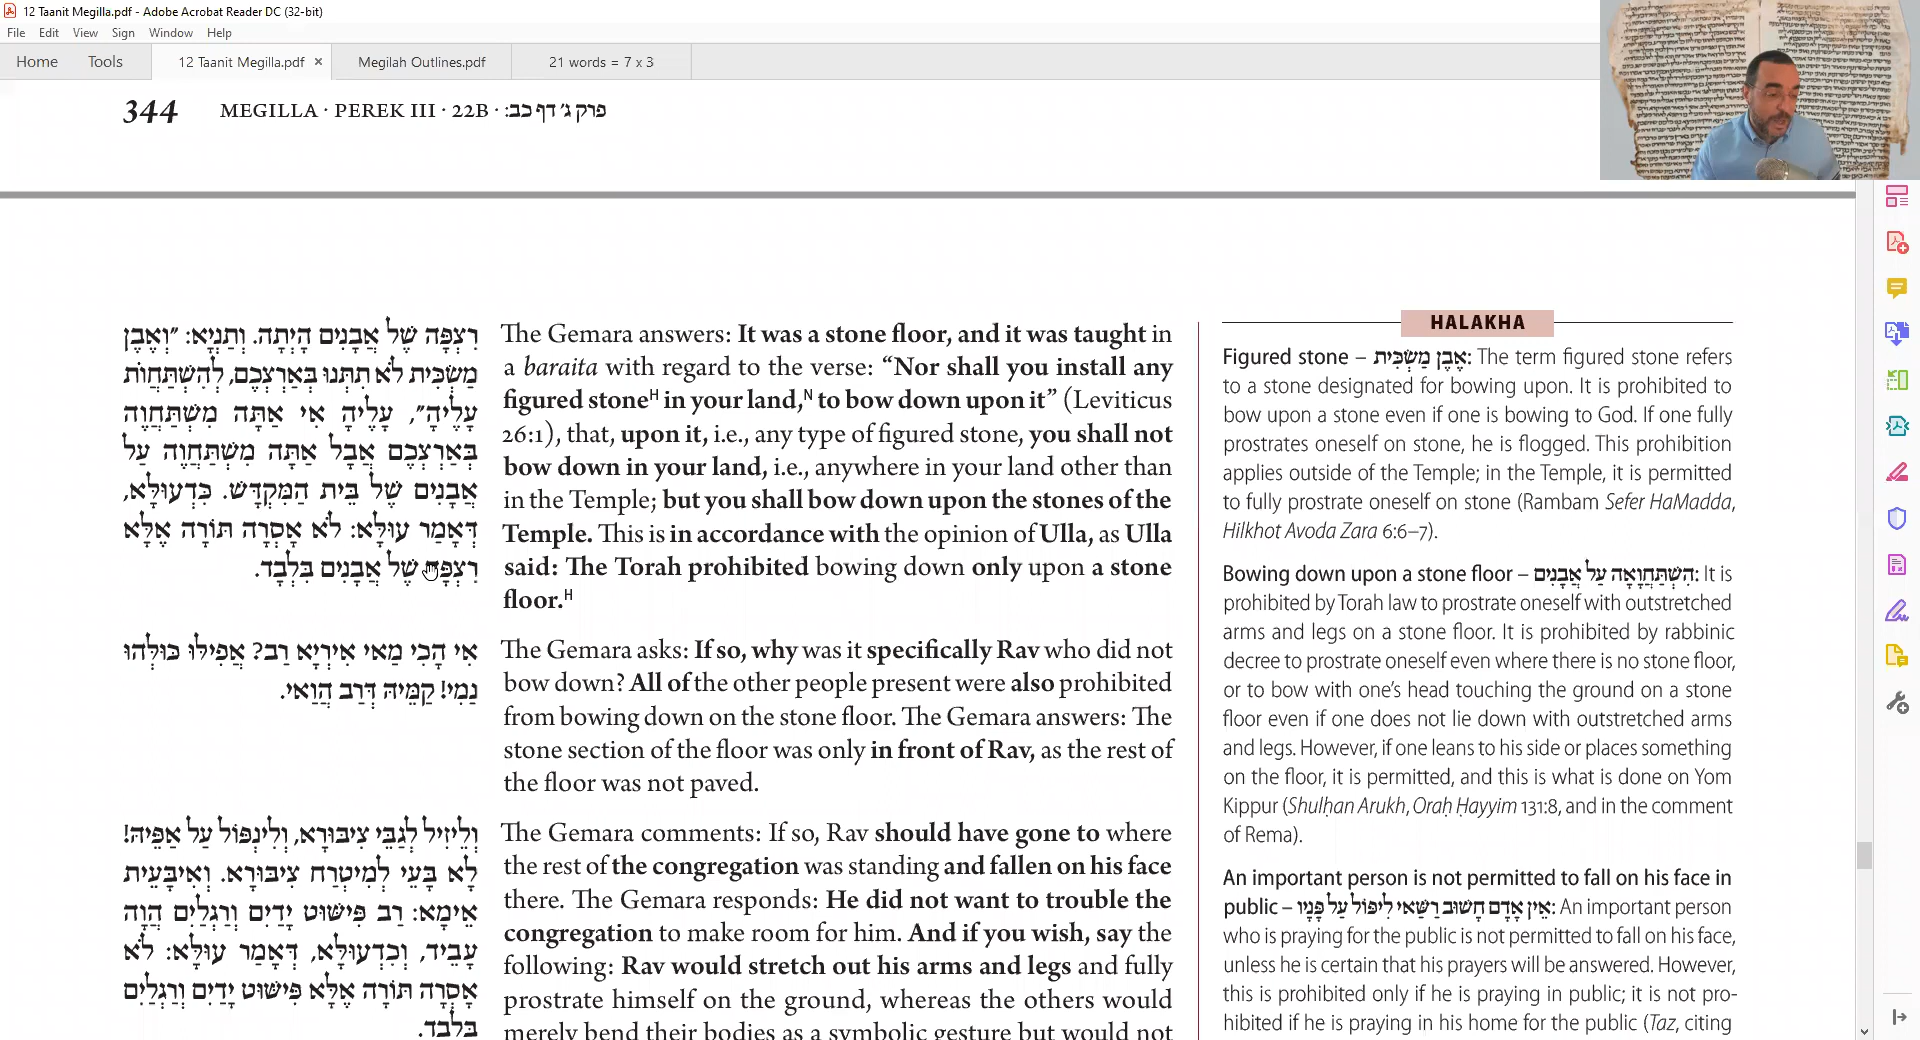 12 Taanit Megilla.pdf - Adobe Acrobat Reader DC (32-bit)
File Edit View Sign Window Help
Home Tools 12 Taanit Megilla.pdf × Megilah Outlines.pdf 21 words = 7 x 3
344 MEGILLA · PEREK III · 22B · פרק ג׳ דף כב:
רִצְפָּה שֶׁל אֲבָנִים הָיְתָה. וְתַנְיָא: ״וְאֶבֶן
מַשְׂכִּית לֹא תִתְּנוּ בְּאַרְצְכֶם, לְהִשְׁתַּחֲוֹת
עָלֶיהָ״, עָלֶיהָ אִי אַתָּה מִשְׁתַּחֲוֶה
בְּאַרְצְכֶם אֲבָל אַתָּה מִשְׁתַּחֲוֶה עַל
אֲבָנִים שֶׁל בֵּית הַמִּקְדָּשׁ. כִּדְעוּלָּא,
דְּאָמַר עוּלָּא: לֹא אָסְרָה תּוֹרָה אֶלָּא
רִצְפָּה שֶׁל אֲבָנִים בִּלְבָד.
אִי הָכִי מַאי אִירְיָא רַב? אֲפִילּוּ כּוּלְּהוּ
נַמִי! קַמֵּיהּ דְּרַב הֲוַאי.
וְלֵיזִיל לְגַבֵּי צִיבּוּרָא, וְלִינְפּוֹל עַל אַפֵּיהּ!
לָא בָּעֵי לְמִיטְרַח צִיבּוּרָא. וְאִיבָּעֵית
אֵימָא: רַב פִּישּׁוּט יָדַיִם וְרַגְלַיִם הֲוָה
עָבֵיד, וְכִדְעוּלָּא, דְּאָמַר עוּלָּא: לֹא
אָסְרָה תּוֹרָה אֶלָּא פִּישּׁוּט יָדַיִם וְרַגְלַיִם
בִּלְבַד.
The Gemara answers: It was a stone floor, and it was taught in
a baraita with regard to the verse: “Nor shall you install any
figured stoneᴴ in your land,ᴺ to bow down upon it” (Leviticus
26:1), that, upon it, i.e., any type of figured stone, you shall not
bow down in your land, i.e., anywhere in your land other than
in the Temple; but you shall bow down upon the stones of the
Temple. This is in accordance with the opinion of Ulla, as Ulla
said: The Torah prohibited bowing down only upon a stone
floor.ᴴ
The Gemara asks: If so, why was it specifically Rav who did not
bow down? All of the other people present were also prohibited
from bowing down on the stone floor. The Gemara answers: The
stone section of the floor was only in front of Rav, as the rest of
the floor was not paved.
The Gemara comments: If so, Rav should have gone to where
the rest of the congregation was standing and fallen on his face
there. The Gemara responds: He did not want to trouble the
congregation to make room for him. And if you wish, say the
following: Rav would stretch out his arms and legs and fully
prostrate himself on the ground, whereas the others would
merely bend their bodies as a symbolic gesture but would not
HALAKHA
Figured stone – אֶבֶן מַשְׂכִּית: The term figured stone refers
to a stone designated for bowing upon. It is prohibited to
bow upon a stone even if one is bowing to God. If one fully
prostrates oneself on stone, he is flogged. This prohibition
applies outside of the Temple; in the Temple, it is permitted
to fully prostrate oneself on stone (Rambam Sefer HaMadda,
Hilkhot Avoda Zara 6:6–7).
Bowing down upon a stone floor – הִשְׁתַּחֲוָאָה עַל אֲבָנִים: It is
prohibited by Torah law to prostrate oneself with outstretched
arms and legs on a stone floor. It is prohibited by rabbinic
decree to prostrate oneself even where there is no stone floor,
or to bow with one’s head touching the ground on a stone
floor even if one does not lie down with outstretched arms
and legs. However, if one leans to his side or places something
on the floor, it is permitted, and this is what is done on Yom
Kippur (Shulḥan Arukh, Oraḥ Ḥayyim 131:8, and in the comment
of Rema).
An important person is not permitted to fall on his face in
public – אֵין אָדָם חָשׁוּב רַשַּׁאי לִיפּוֹל עַל פָּנָיו: An important person
who is praying for the public is not permitted to fall on his face,
unless he is certain that his prayers will be answered. However,
this is prohibited only if he is praying in public; it is not pro-
hibited if he is praying in his home for the public (Taz, citing